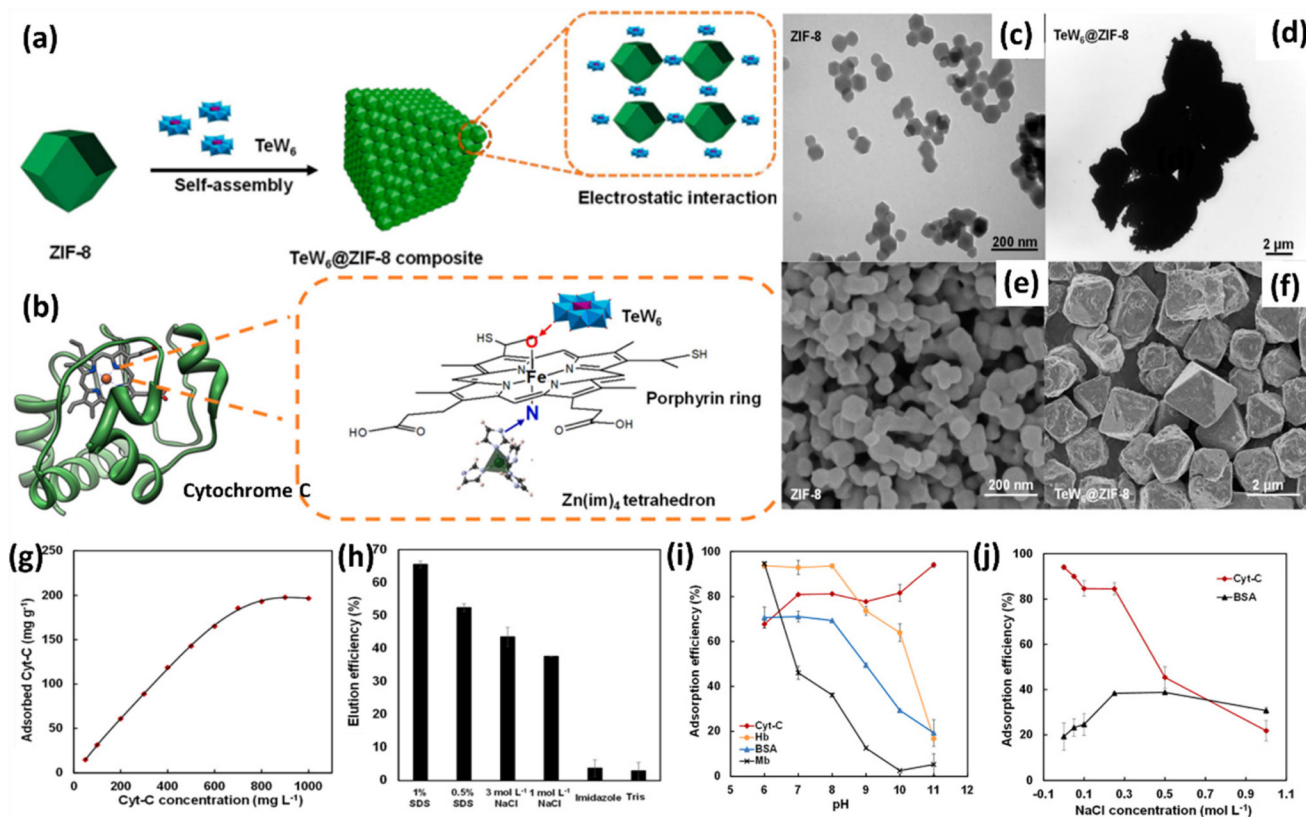 (a)
ZIF-8
TeW6
Self-assembly
TeW6@ZIF-8 composite
Electrostatic interaction
(b)
Cytochrome C
TeW6
HS
O
SH
N
N
Fe
N
N
Porphyrin ring
N
HO
O
O
OH
Zn(im)4 tetrahedron
(c)
ZIF-8
200 nm
(d)
TeW6@ZIF-8
2 μm
(e)
ZIF-8
200 nm
(f)
TeW6@ZIF-8
2 μm
(g)
Adsorbed Cyt-C (mg g-1)
250
200
150
100
50
0
0 200 400 600 800 1000
Cyt-C concentration (mg L-1)
(h)
Elution efficiency (%)
70
60
50
40
30
20
10
0
1% SDS
0.5% SDS
3 mol L-1 NaCl
1 mol L-1 NaCl
Imidazole
Tris
(i)
Adsorption efficiency (%)
100
80
60
40
20
0
Cyt-C
Hb
BSA
Mb
5 6 7 8 9 10 11 12
pH
(j)
Adsorption efficiency (%)
100
80
60
40
20
0
Cyt-C
BSA
-0.1 0.1 0.3 0.5 0.7 0.9 1.1
NaCl concentration (mol L-1)